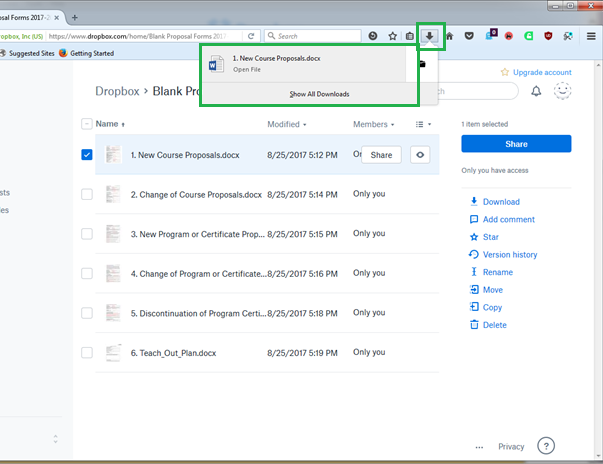 Proposal Forms 2017-2
Dropbox, Inc (US)
https://www.dropbox.com/home/Blank Proposal Forms 2017
Search
0
Suggested Sites
Getting Started
1. New Course Proposals.docx
Open File
Show All Downloads
Upgrade account
Dropbox > Blank Pro
ch
Name
Modified
Members
1 item selected
1. New Course Proposals.docx 8/25/2017 5:12 PM On Share
Share
Only you have access
2. Change of Course Proposals.docx 8/25/2017 5:14 PM Only you
3. New Program or Certificate Prop... 8/25/2017 5:15 PM Only you
4. Change of Program or Certificate... 8/25/2017 5:16 PM Only you
5. Discontinuation of Program Certi... 8/25/2017 5:18 PM Only you
6. Teach_Out_Plan.docx 8/25/2017 5:19 PM Only you
sts
es
Download
Add comment
Star
Version history
Rename
Move
Copy
Delete
... Privacy ?